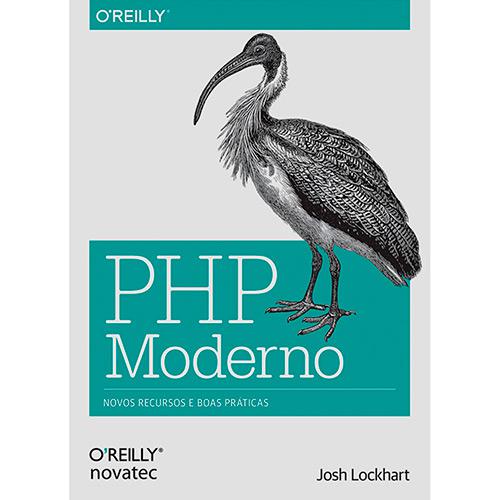 O'REILLY®
PHP
Moderno
NOVOS RECURSOS E BOAS PRÁTICAS
O'REILLY®
novatec
Josh Lockhart